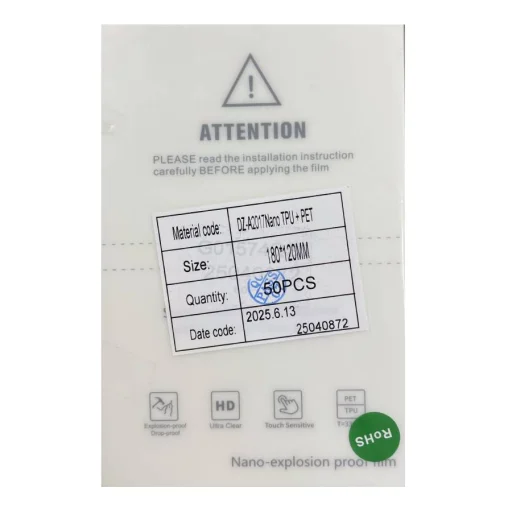 ATTENTION
PLEASE read the installation instruction
carefully BEFORE applying the film
Material code: DZ-A2017Nano TPU + PET
Size: 180*120MM
Quantity: 50PCS
Date code: 2025.6.13 25040872
Explosion-proof
Drop-proof
HD
Ultra Clear
Touch Sensitive
PET
TPU
RoHS
Nano-explosion proof film